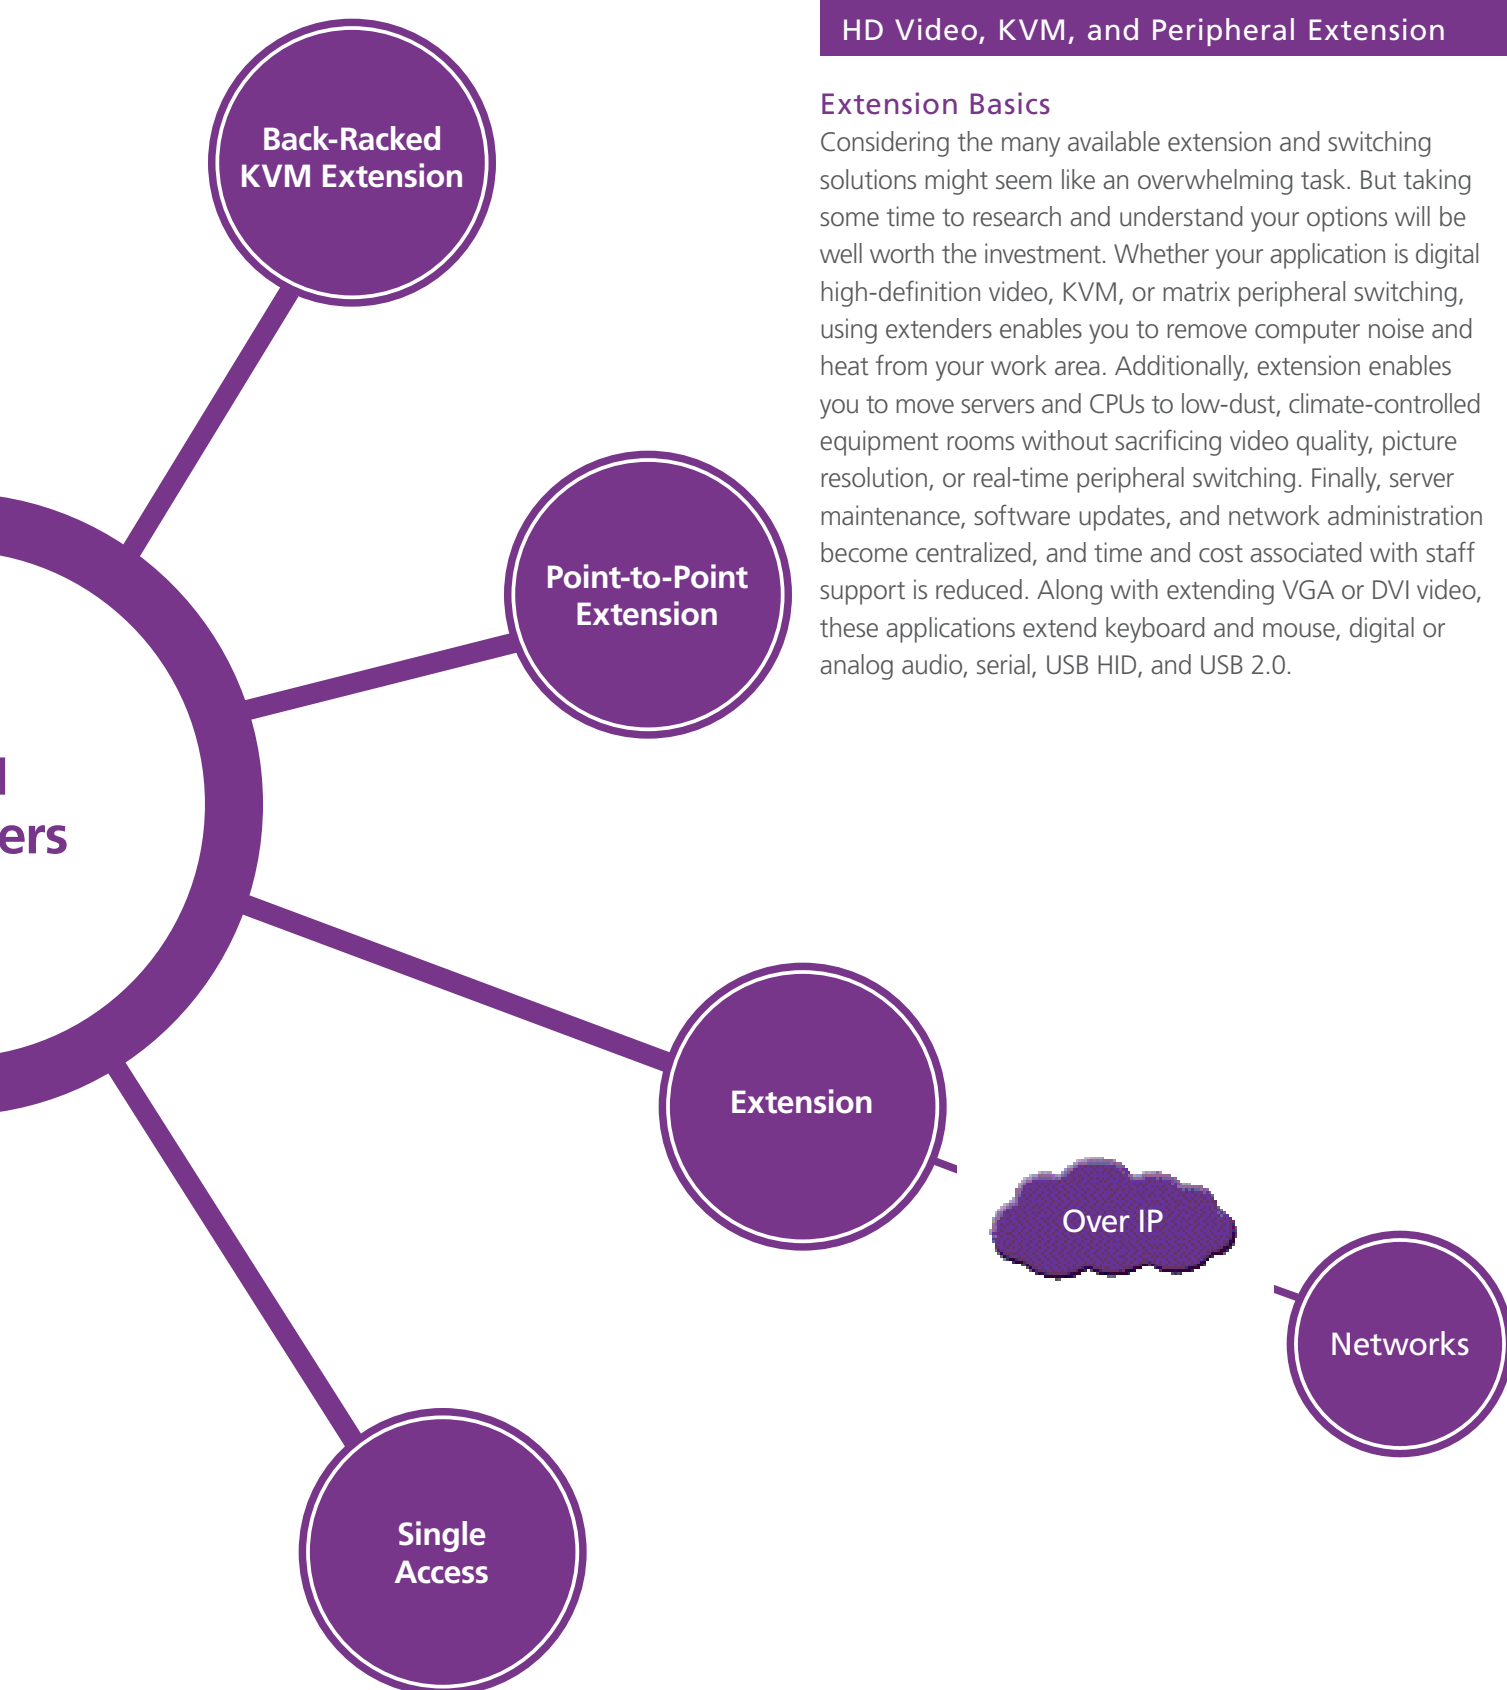 HD Video, KVM, and Peripheral Extension
Extension Basics
Considering the many available extension and switching
solutions might seem like an overwhelming task. But taking
some time to research and understand your options will be
well worth the investment. Whether your application is digital
high-definition video, KVM, or matrix peripheral switching,
using extenders enables you to remove computer noise and
heat from your work area. Additionally, extension enables
you to move servers and CPUs to low-dust, climate-controlled
equipment rooms without sacrificing video quality, picture
resolution, or real-time peripheral switching. Finally, server
maintenance, software updates, and network administration
become centralized, and time and cost associated with staff
support is reduced. Along with extending VGA or DVI video,
these applications extend keyboard and mouse, digital or
analog audio, serial, USB HID, and USB 2.0.
Back-Racked
KVM Extension
Point-to-Point
Extension
ers
Extension
Over IP
Networks
Single
Access